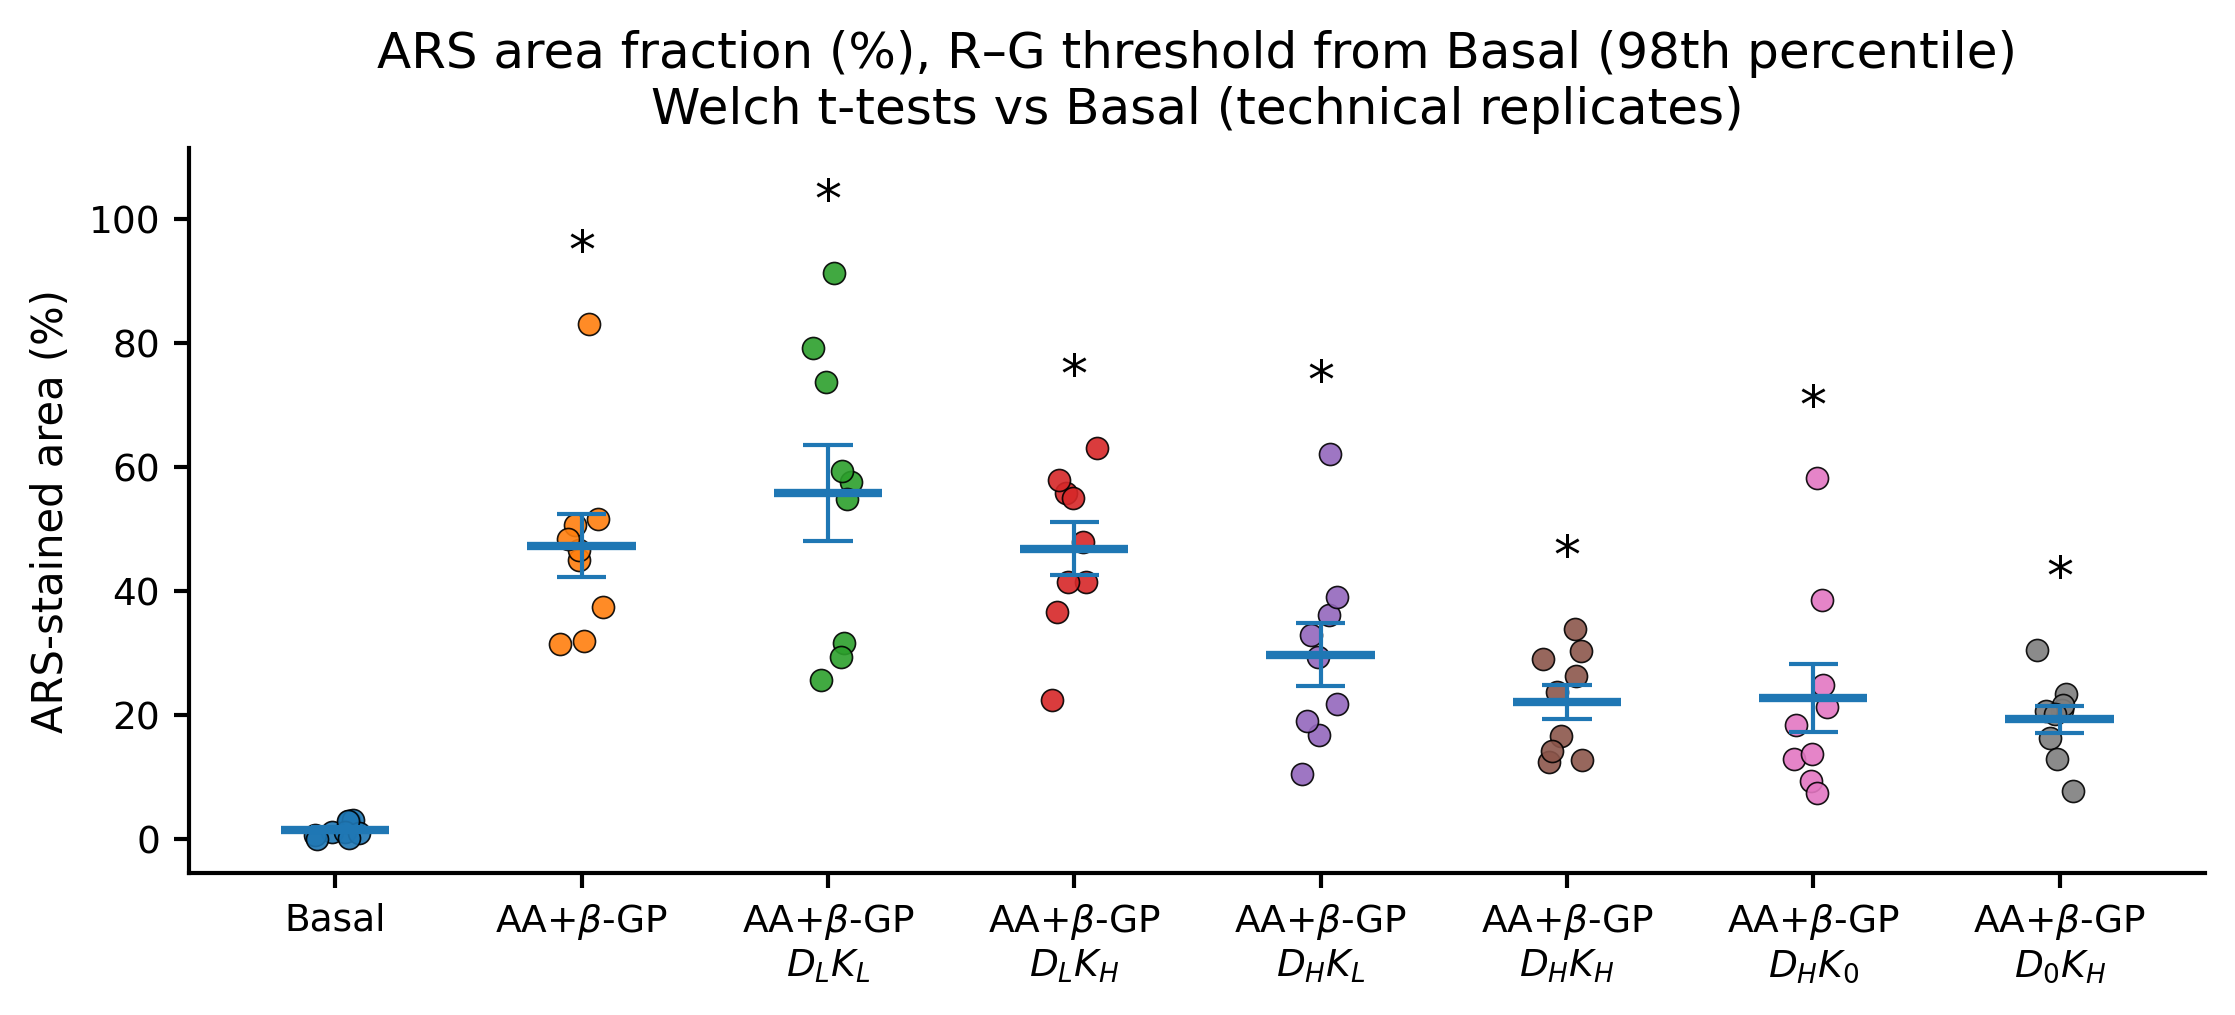 ARS area fraction (%), R–G threshold from Basal (98th percentile)
Welch t-tests vs Basal (technical replicates)
ARS-stained area (%)
100
80
60
40
20
0
*
*
*
*
*
*
*
Basal
AA+β-GP
AA+β-GP
D_LK_L
AA+β-GP
D_LK_H
AA+β-GP
D_HK_L
AA+β-GP
D_HK_H
AA+β-GP
D_HK_0
AA+β-GP
D_0K_H